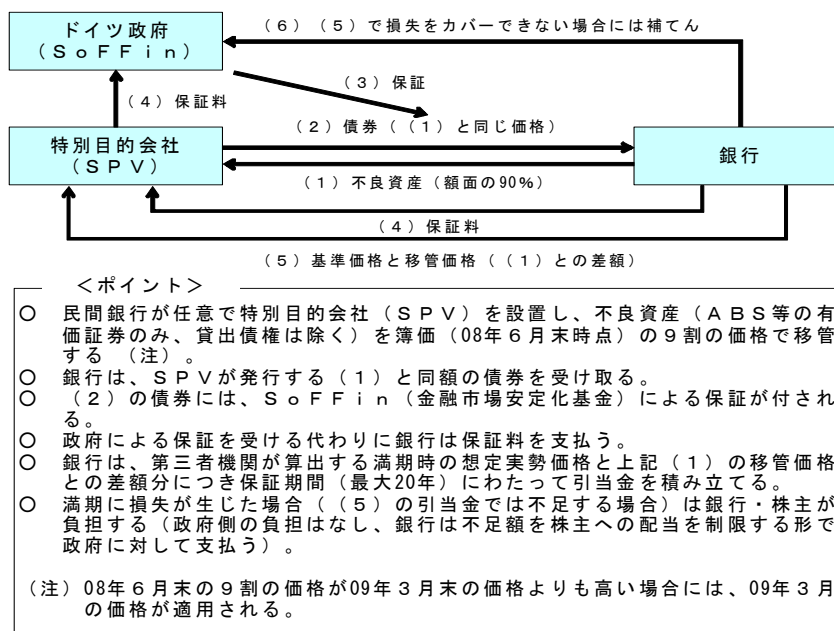 ドイツ政府
（ＳｏＦＦｉｎ）
（６）（５）で損失をカバーできない場合には補てん
（３）保証
（４）保証料
（２）債券（（１）と同じ価格）
特別目的会社
（ＳＰＶ）
銀行
（１）不良資産（額面の90％）
（４）保証料
（５）基準価格と移管価格（（１）との差額）
＜ポイント＞
○ 民間銀行が任意で特別目的会社（ＳＰＶ）を設置し、不良資産（ＡＢＳ等の有
価証券のみ、貸出債権は除く）を簿価（08年６月末時点）の９割の価格で移管
する （注）。
○ 銀行は、ＳＰＶが発行する（１）と同額の債券を受け取る。
○ （２）の債券には、ＳｏＦＦｉｎ（金融市場安定化基金）による保証が付され
る。
○ 政府による保証を受ける代わりに銀行は保証料を支払う。
○ 銀行は、第三者機関が算出する満期時の想定実勢価格と上記（１）の移管価格
との差額分につき保証期間（最大20年）にわたって引当金を積み立てる。
○ 満期に損失が生じた場合（（５）の引当金では不足する場合）は銀行・株主が
負担する（政府側の負担はなし、銀行は不足額を株主への配当を制限する形で
政府に対して支払う）。
（注）08年６月末の９割の価格が09年３月末の価格よりも高い場合には、09年３月
の価格が適用される。